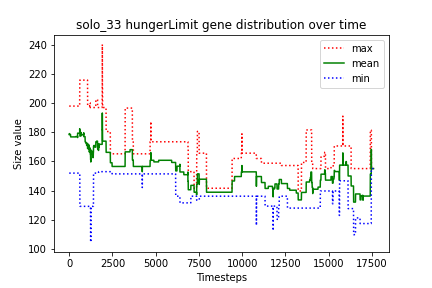 solo_33 hungerLimit gene distribution over time
max
mean
min
Size value
240
220
200
180
160
140
120
100
0
2500
5000
7500
10000
12500
15000
17500
Timesteps